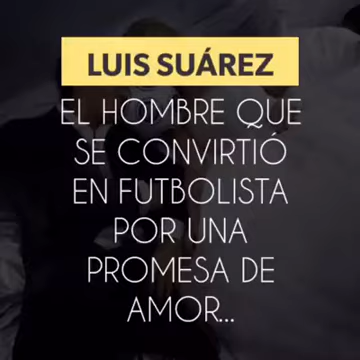 LUIS SUÁREZ
EL HOMBRE QUE
SE CONVIRTIÓ
EN FUTBOLISTA
POR UNA
PROMESA DE
AMOR...